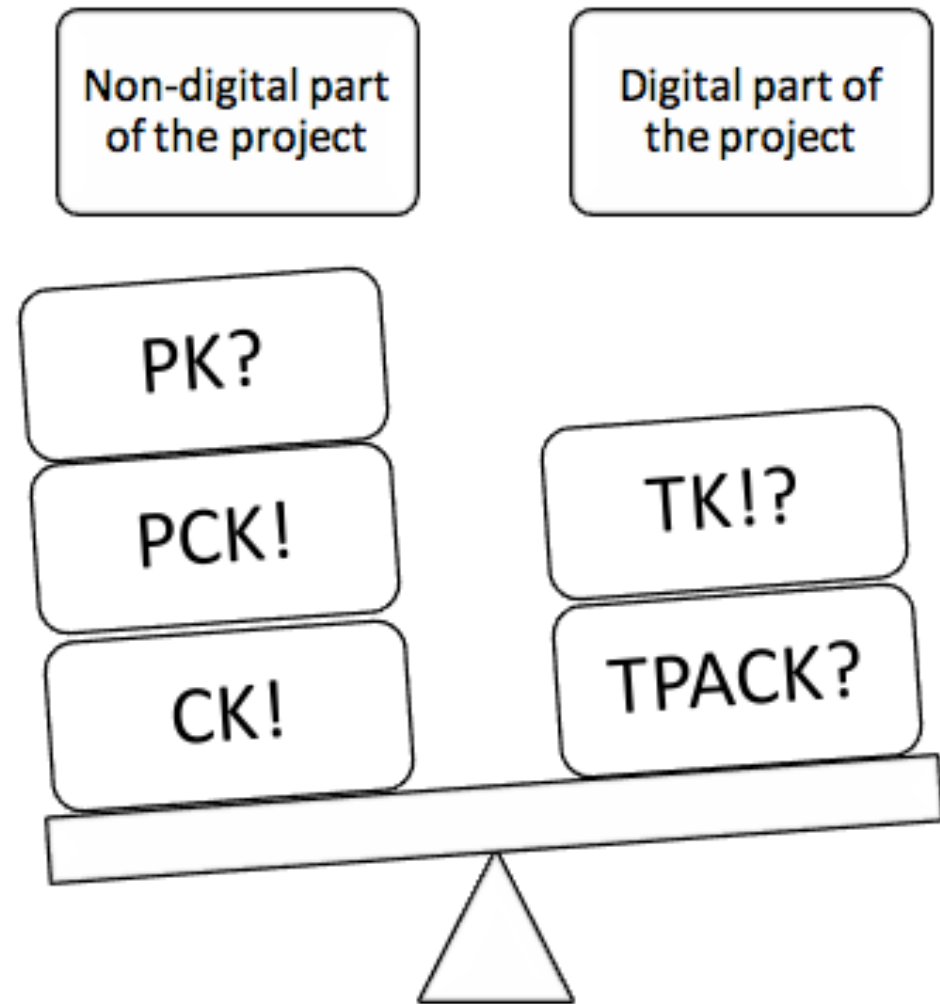 Non-digital part
of the project
Digital part of
the project
PK?
PCK!
CK!
TK!?
TPACK?